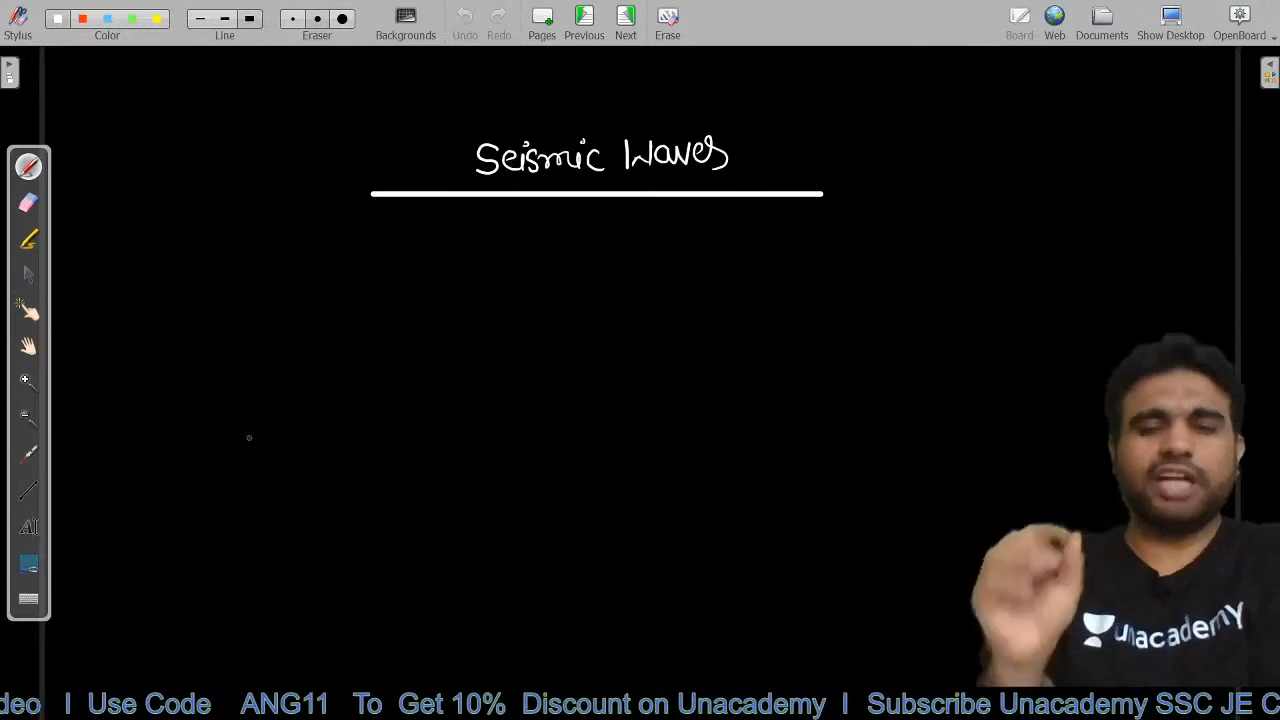 Stylus Color Line Eraser Backgrounds Undo Redo Pages Previous Next Erase Board Web Documents Show Desktop OpenBoard
Seismic Waves
unacademy
deo I Use Code ANG11 To Get 10% Discount on Unacademy I Subscribe Unacademy SSC JE C